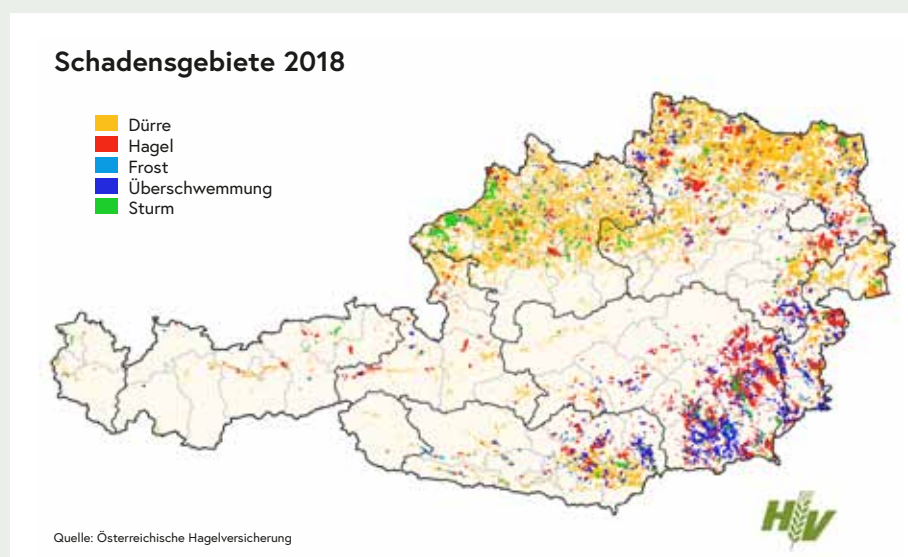 Schadensgebiete 2018
Dürre
Hagel
Frost
Überschwemmung
Sturm
Quelle: Österreichische Hagelversicherung
HV